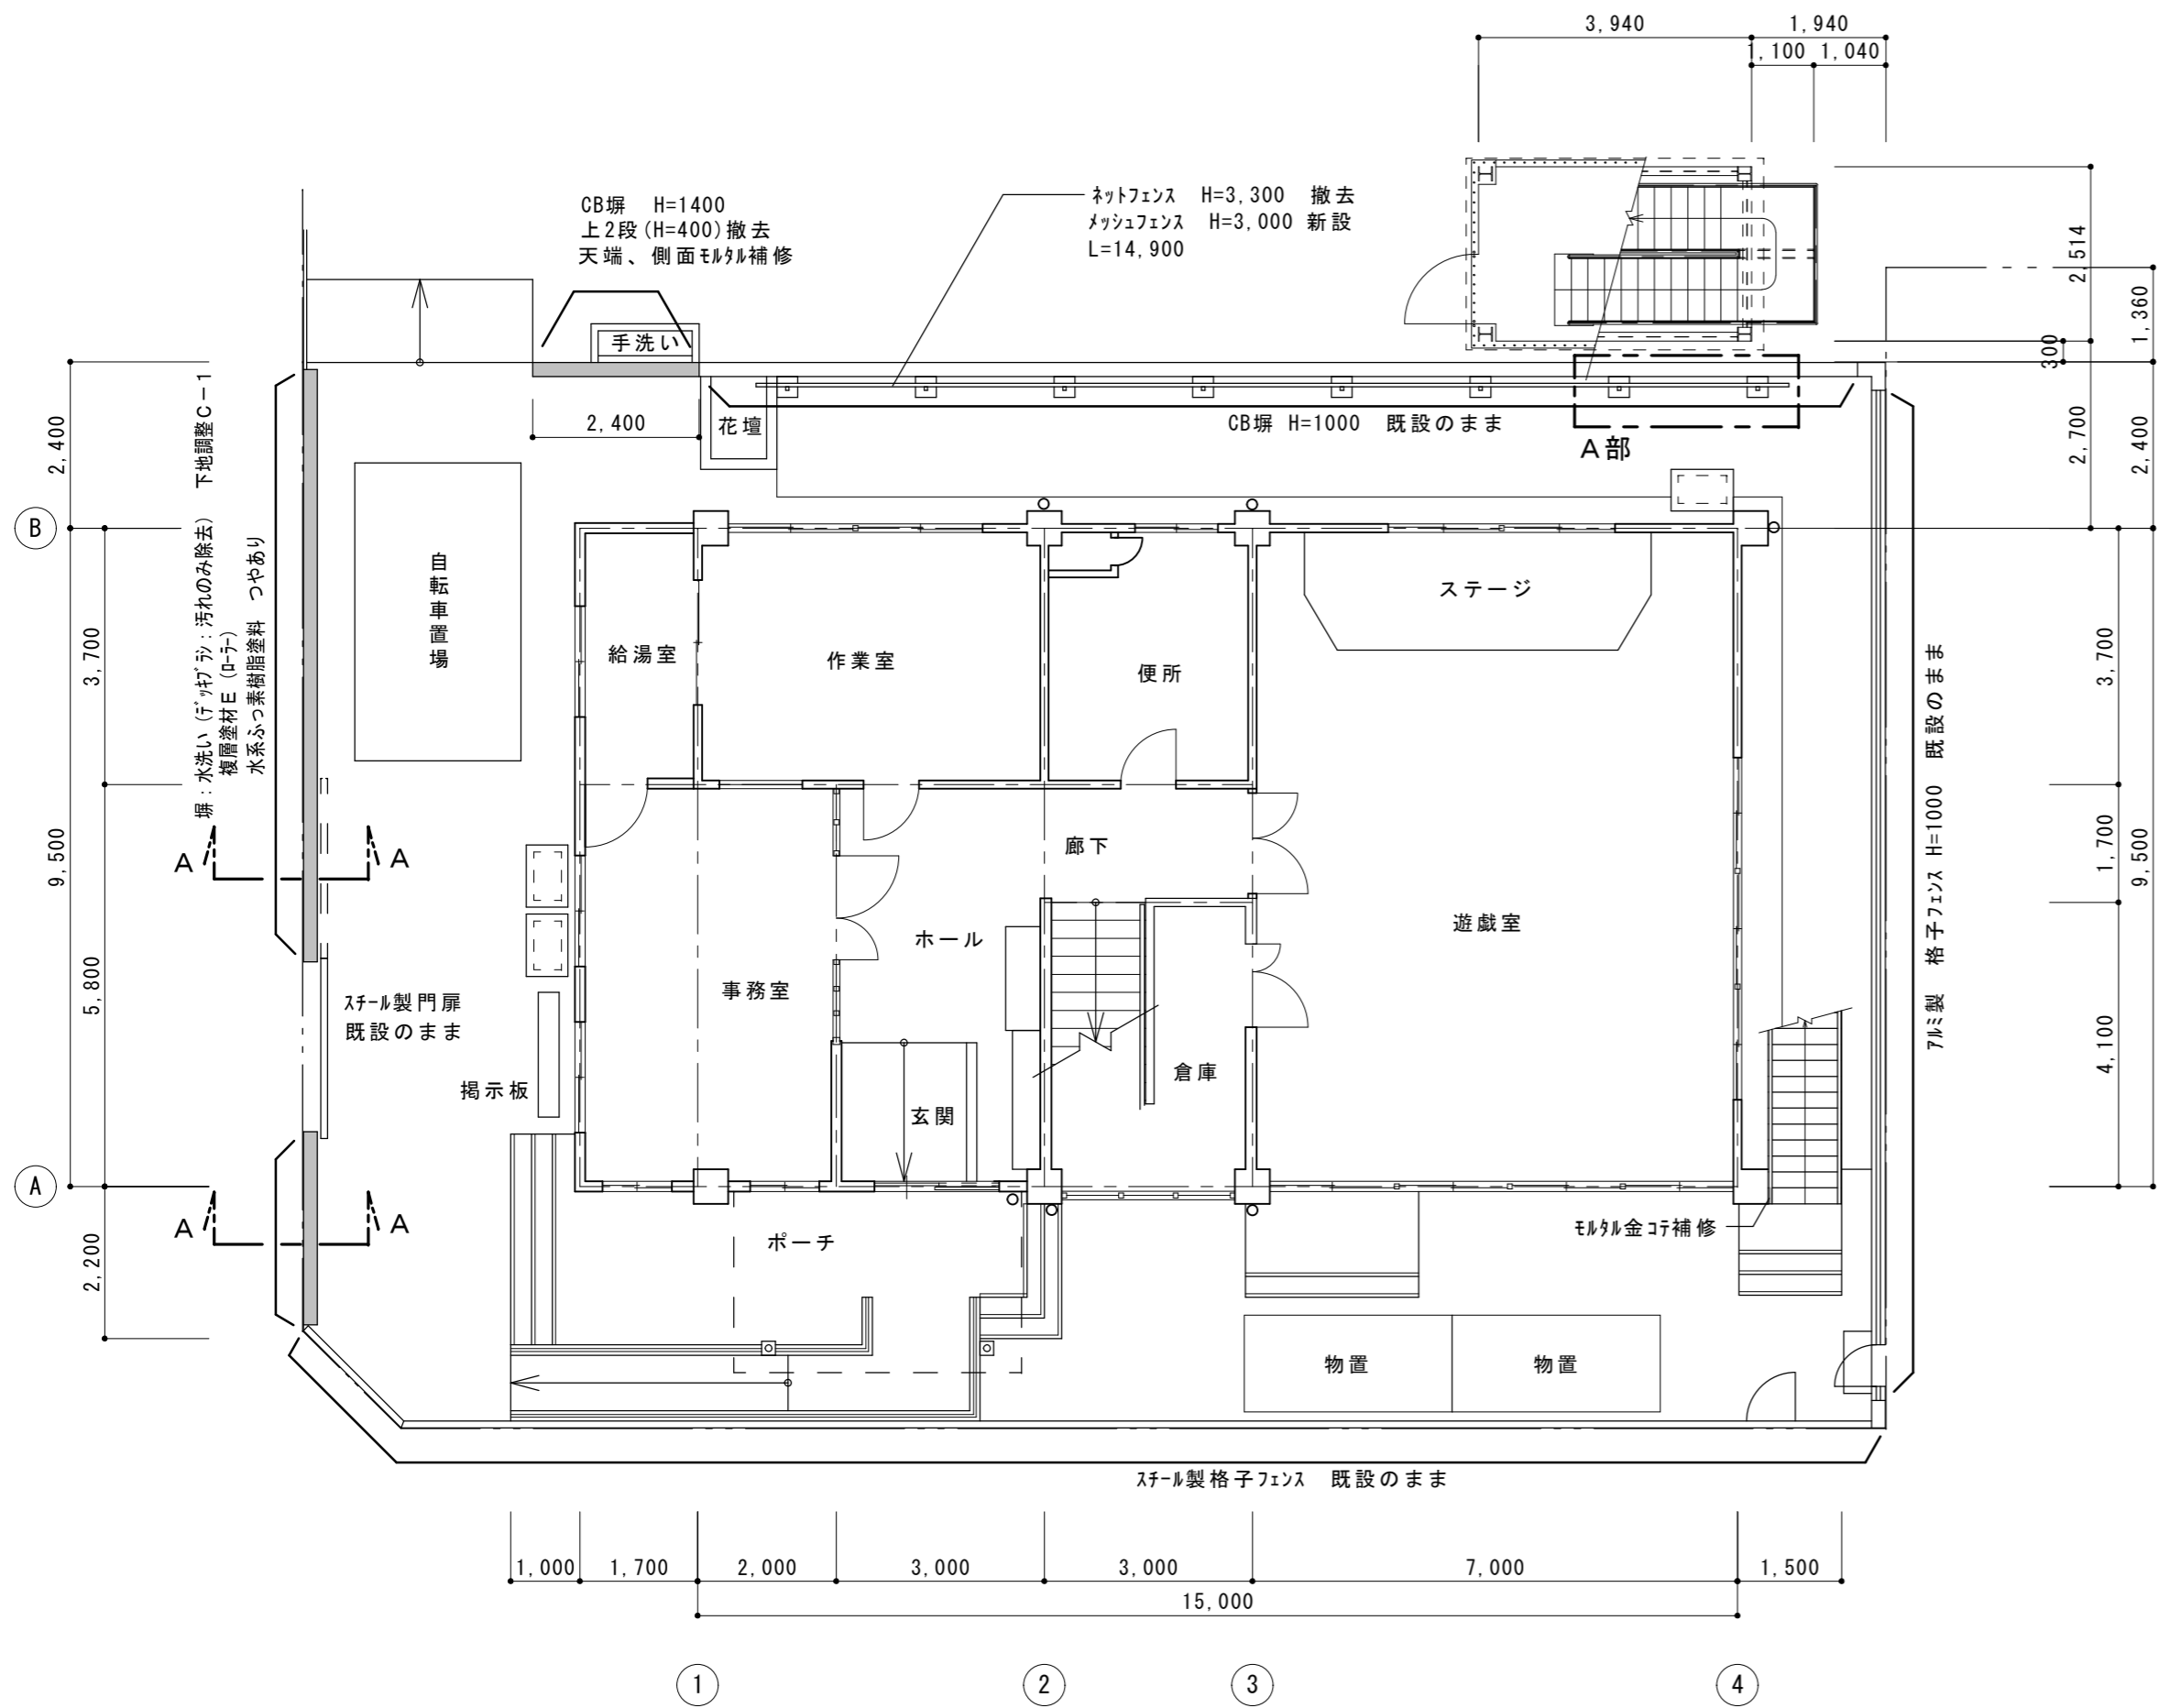 3,940
1,940
1,100
1,040
CB塀 H=1400
上2段(H=400)撤去
天端、側面モルタル補修
ネットフェンス H=3,300 撤去
メッシュフェンス H=3,000 新設
L=14,900
2,514
1,360
300
手洗い
2,400
花壇
CB塀 H=1000 既設のまま
A部
2,400
2,700
2,400
塀：水洗い（デッキブラシ：汚れのみ除去） 下地調整C－1
複層塗材E（ローラー）
水系ふっ素樹脂塗料 つやあり
B
自転車置場
給湯室
作業室
便所
ステージ
3,700
3,700
アルミ製 格子フェンス H=1000 既設のまま
9,500
A
A
廊下
1,700
9,500
ホール
遊戯室
事務室
5,800
スチール製門扉
既設のまま
倉庫
4,100
掲示板
玄関
A
A
A
ポーチ
モルタル金コテ補修
2,200
物置
物置
スチール製格子フェンス 既設のまま
1,000
1,700
2,000
3,000
3,000
7,000
1,500
15,000
1
2
3
4